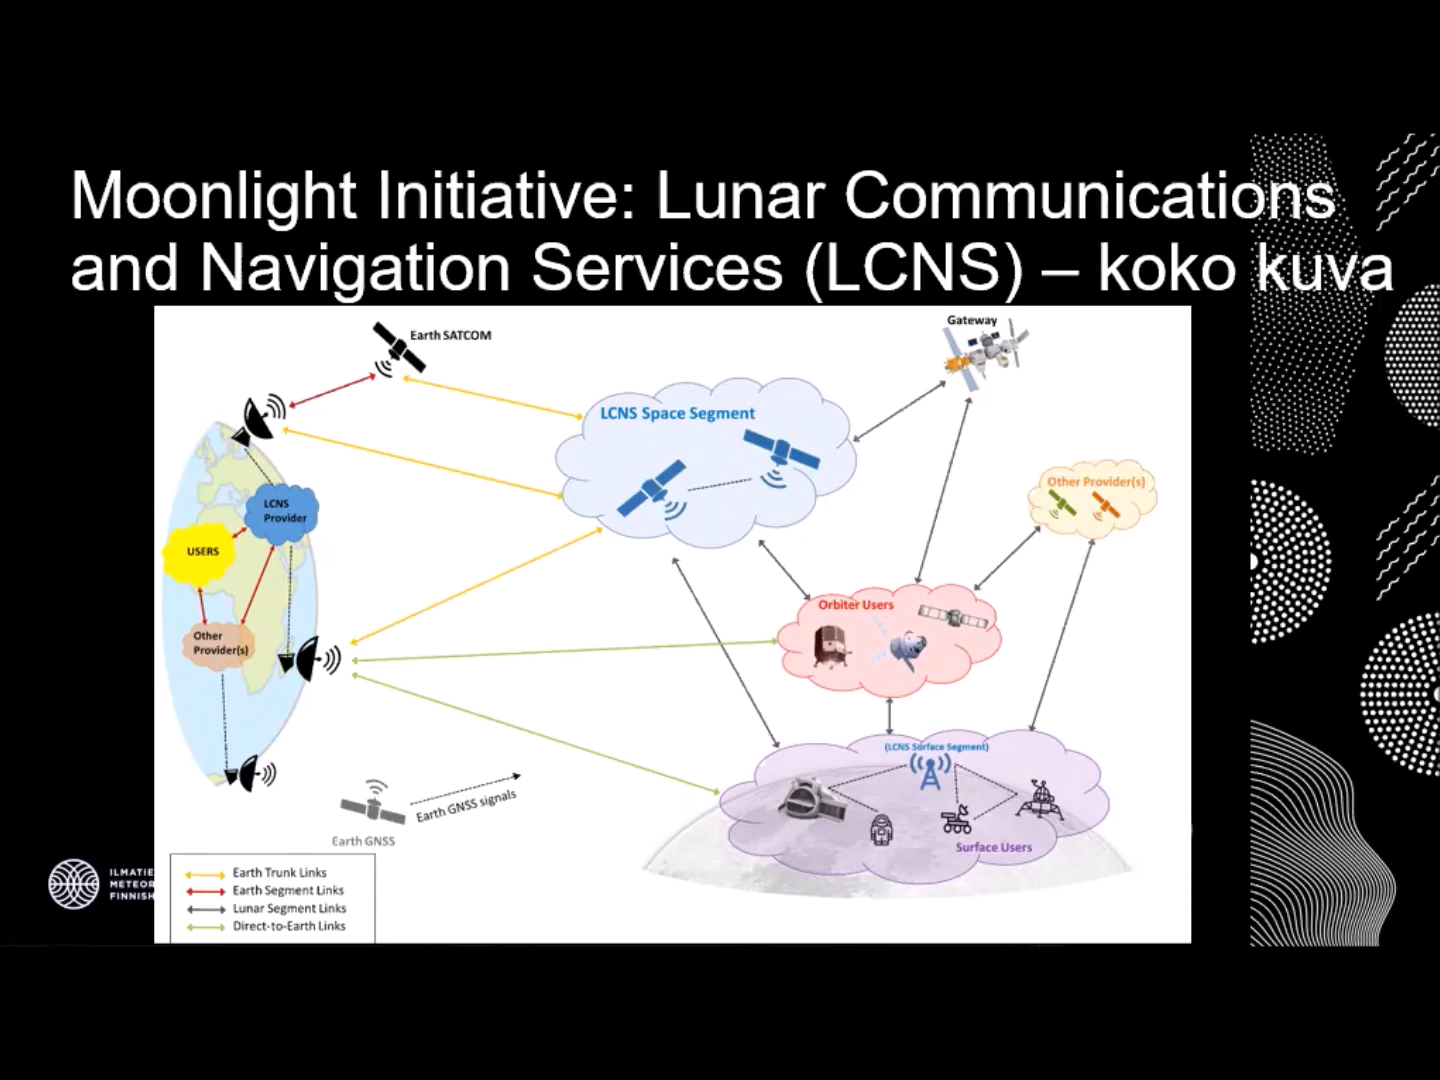 Moonlight Initiative: Lunar Communications
and Navigation Services (LCNS) – koko kuva
Earth SATCOM
Gateway
LCNS Space Segment
Other Provider(s)
LCNS
Provider
USERS
Other
Provider(s)
Orbiter Users
(LCNS Surface Segment)
Surface Users
Earth GNSS signals
Earth GNSS
Earth Trunk Links
Earth Segment Links
Lunar Segment Links
Direct-to-Earth Links
ILMATIE
METEOR
FINNISH